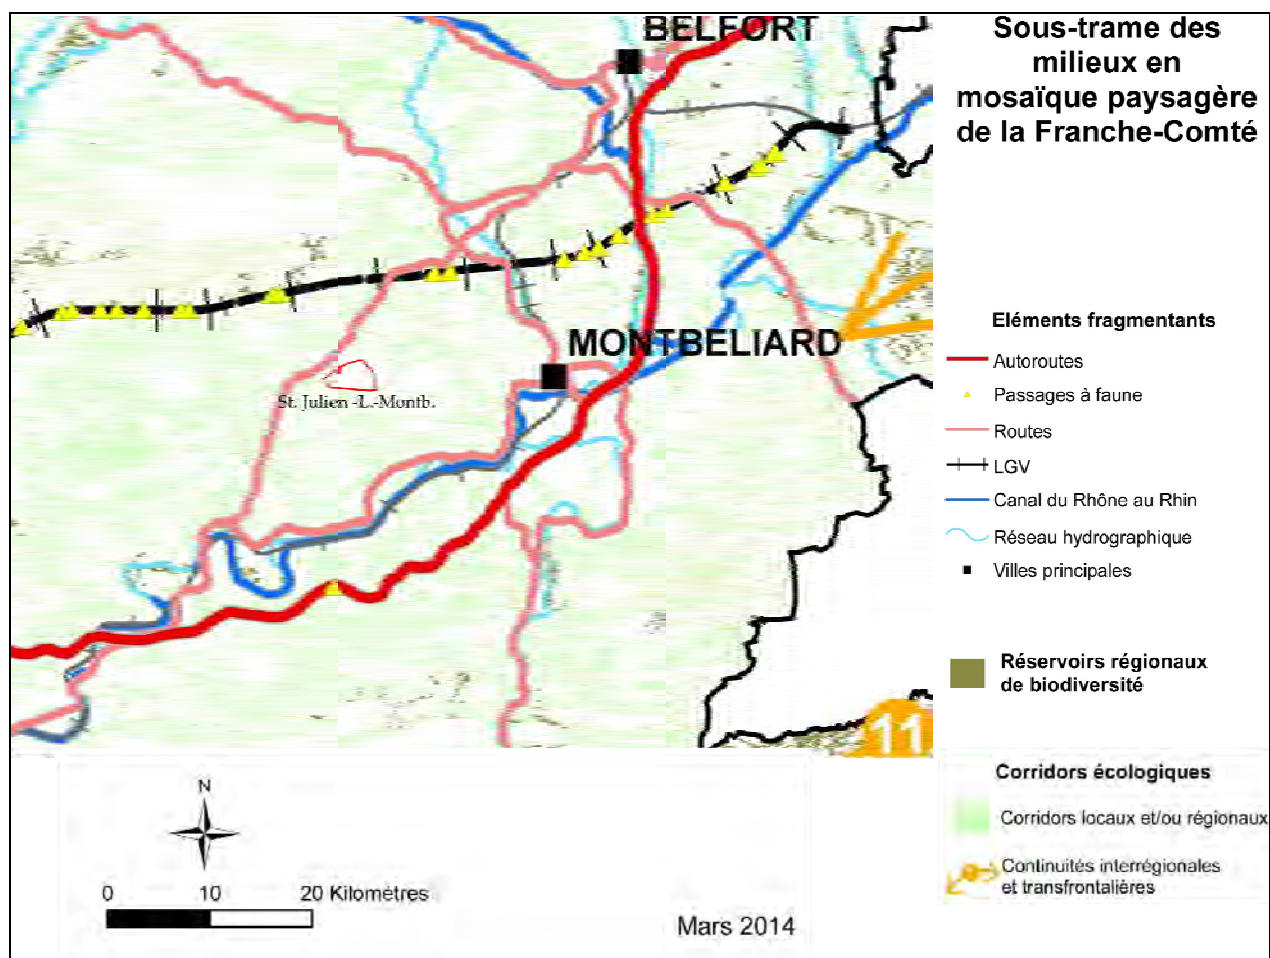 BELFORT
MONTBELIARD
St. Julien -L.-Montb.
11
Sous-trame des
milieux en
mosaïque paysagère
de la Franche-Comté
Eléments fragmentants
Autoroutes
Passages à faune
Routes
LGV
Canal du Rhône au Rhin
Réseau hydrographique
Villes principales
Réservoirs régionaux
de biodiversité
Corridors écologiques
Corridors locaux et/ou régionaux
Continuités interrégionales
et transfrontalières
N
0 10 20 Kilomètres
Mars 2014